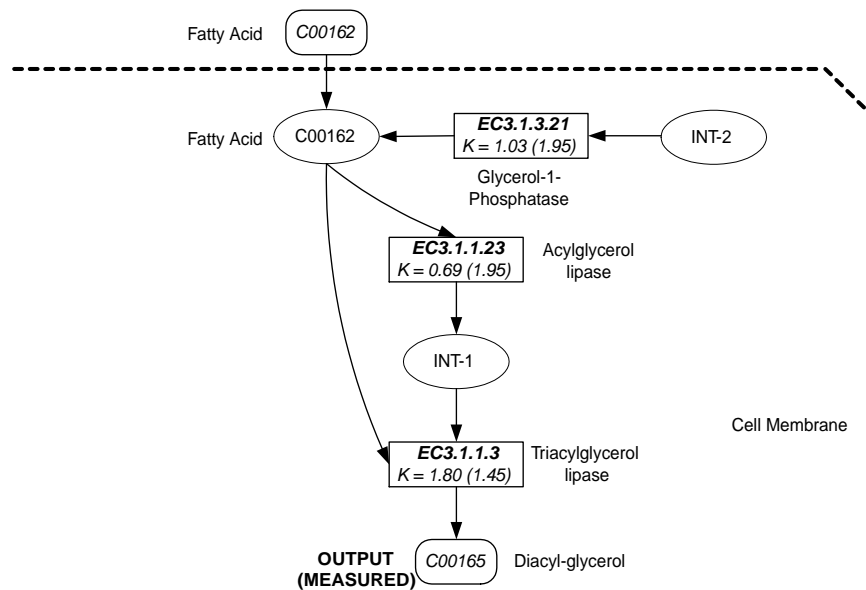 Fatty Acid
C00162
Fatty Acid
C00162
EC3.1.3.21
K = 1.03 (1.95)
INT-2
Glycerol-1-
Phosphatase
EC3.1.1.23
K = 0.69 (1.95)
Acylglycerol
lipase
INT-1
Cell Membrane
EC3.1.1.3
K = 1.80 (1.45)
Triacylglycerol
lipase
OUTPUT
(MEASURED)
C00165
Diacyl-glycerol